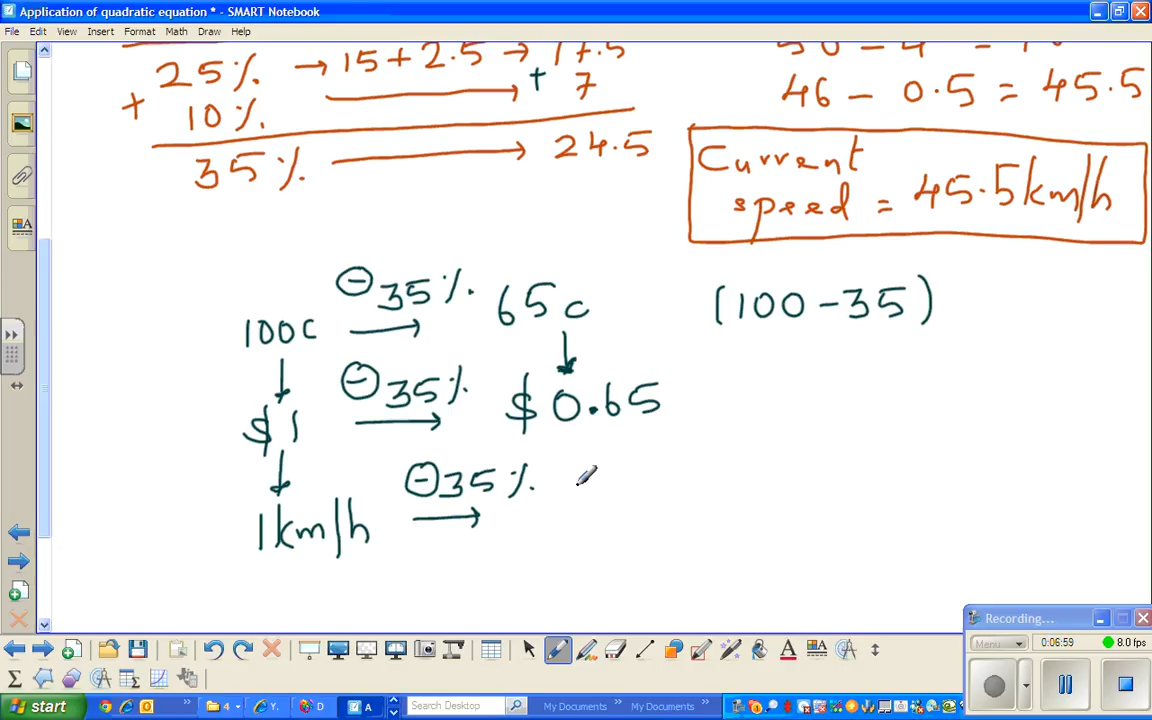 Application of quadratic equation * - SMART Notebook
File Edit View Insert Format Math Draw Help
25% → 15 + 2.5 → 17.5
+ 10% → + 7
35% → 24.5
46 - 0.5 = 45.5
Current
speed = 45.5km/h
100c ⊖35% → 65c (100 - 35)
↓ ↓
$1 ⊖35% → $0.65
↓
1km/h ⊖35% →
Recording...
Menu 0:06:59 8.0 fps
start 4 Y. D A Search Desktop My Documents My Documents